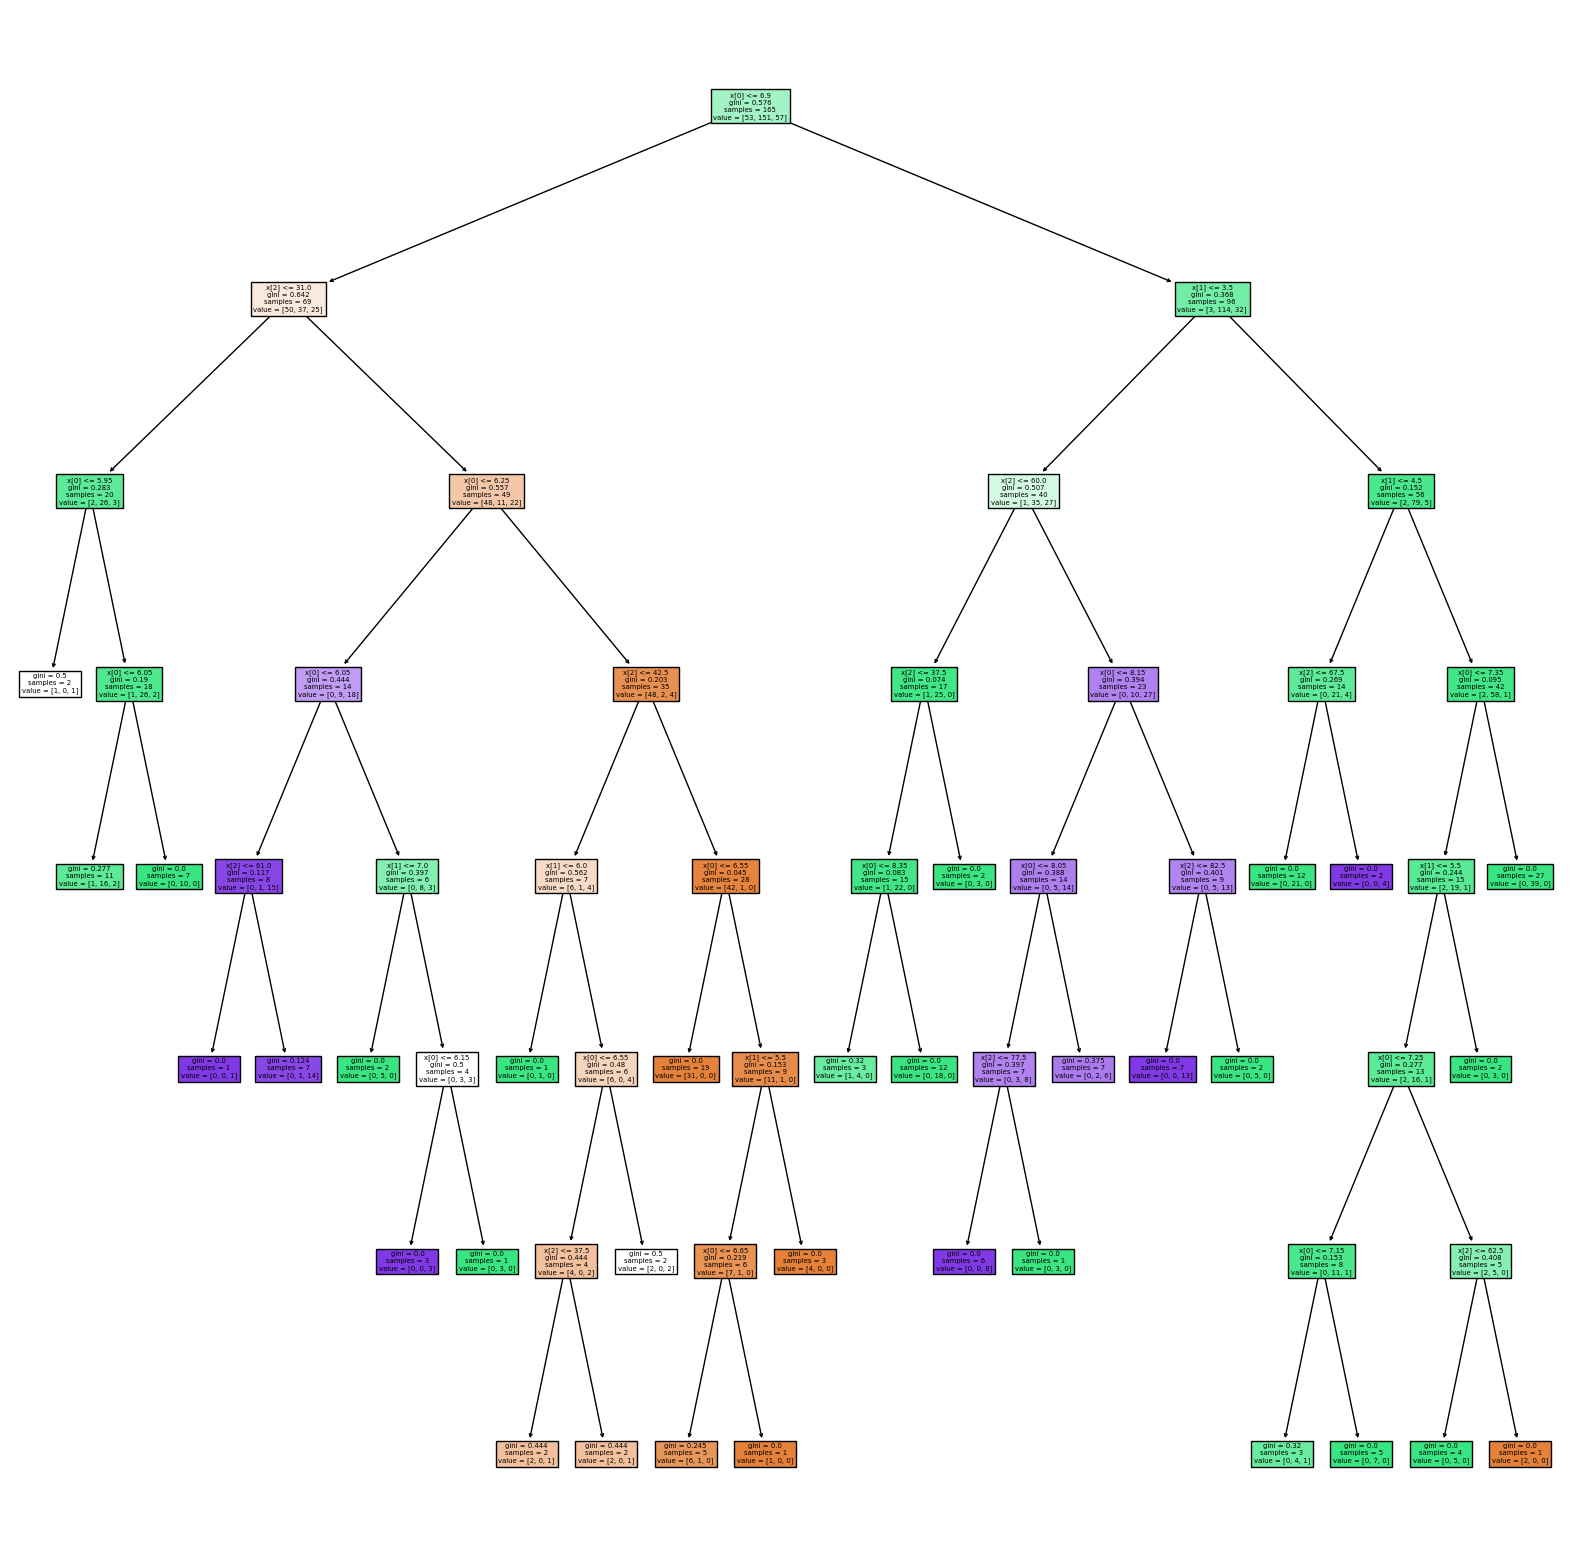 x[0] <= 6.9
gini = 0.576
samples = 165
value = [53, 151, 57]
x[2] <= 31.0
gini = 0.642
samples = 69
value = [50, 37, 25]
x[1] <= 3.5
gini = 0.368
samples = 96
value = [3, 114, 32]
x[0] <= 5.95
gini = 0.283
samples = 20
value = [2, 26, 3]
x[0] <= 6.25
gini = 0.557
samples = 49
value = [48, 11, 22]
x[2] <= 60.0
gini = 0.507
samples = 40
value = [1, 35, 27]
x[1] <= 4.5
gini = 0.152
samples = 56
value = [2, 79, 5]
gini = 0.5
samples = 2
value = [1, 0, 1]
x[0] <= 6.05
gini = 0.19
samples = 18
value = [1, 26, 2]
x[0] <= 6.05
gini = 0.444
samples = 14
value = [0, 9, 18]
x[2] <= 42.5
gini = 0.203
samples = 35
value = [48, 2, 4]
x[2] <= 37.5
gini = 0.074
samples = 17
value = [1, 25, 0]
x[0] <= 8.15
gini = 0.394
samples = 23
value = [0, 10, 27]
x[2] <= 67.5
gini = 0.269
samples = 14
value = [0, 21, 4]
x[0] <= 7.35
gini = 0.095
samples = 42
value = [2, 58, 1]
gini = 0.277
samples = 11
value = [1, 16, 2]
gini = 0.0
samples = 7
value = [0, 10, 0]
x[2] <= 61.0
gini = 0.117
samples = 8
value = [0, 1, 15]
x[1] <= 7.0
gini = 0.397
samples = 6
value = [0, 8, 3]
x[1] <= 6.0
gini = 0.562
samples = 7
value = [6, 1, 4]
x[0] <= 6.55
gini = 0.045
samples = 28
value = [42, 1, 0]
x[0] <= 8.35
gini = 0.083
samples = 15
value = [1, 22, 0]
gini = 0.0
samples = 2
value = [0, 3, 0]
x[0] <= 8.05
gini = 0.388
samples = 14
value = [0, 5, 14]
x[2] <= 82.5
gini = 0.401
samples = 9
value = [0, 5, 13]
gini = 0.0
samples = 12
value = [0, 21, 0]
gini = 0.0
samples = 2
value = [0, 0, 4]
x[1] <= 5.5
gini = 0.244
samples = 15
value = [2, 19, 1]
gini = 0.0
samples = 27
value = [0, 39, 0]
gini = 0.0
samples = 1
value = [0, 0, 1]
gini = 0.124
samples = 7
value = [0, 1, 14]
gini = 0.0
samples = 2
value = [0, 5, 0]
x[0] <= 6.15
gini = 0.5
samples = 4
value = [0, 3, 3]
gini = 0.0
samples = 1
value = [0, 1, 0]
x[0] <= 6.55
gini = 0.48
samples = 6
value = [6, 0, 4]
gini = 0.0
samples = 19
value = [31, 0, 0]
x[1] <= 5.5
gini = 0.153
samples = 9
value = [11, 1, 0]
gini = 0.32
samples = 3
value = [1, 4, 0]
gini = 0.0
samples = 12
value = [0, 18, 0]
x[2] <= 77.5
gini = 0.397
samples = 7
value = [0, 3, 8]
gini = 0.375
samples = 7
value = [0, 2, 6]
gini = 0.0
samples = 7
value = [0, 0, 13]
gini = 0.0
samples = 2
value = [0, 5, 0]
x[0] <= 7.25
gini = 0.277
samples = 13
value = [2, 16, 1]
gini = 0.0
samples = 2
value = [0, 3, 0]
gini = 0.0
samples = 3
value = [0, 0, 3]
gini = 0.0
samples = 1
value = [0, 3, 0]
x[2] <= 37.5
gini = 0.444
samples = 4
value = [4, 0, 2]
gini = 0.5
samples = 2
value = [2, 0, 2]
x[0] <= 6.65
gini = 0.219
samples = 6
value = [7, 1, 0]
gini = 0.0
samples = 3
value = [4, 0, 0]
gini = 0.0
samples = 6
value = [0, 0, 8]
gini = 0.0
samples = 1
value = [0, 3, 0]
x[0] <= 7.15
gini = 0.153
samples = 8
value = [0, 11, 1]
x[2] <= 62.5
gini = 0.408
samples = 5
value = [2, 5, 0]
gini = 0.444
samples = 2
value = [2, 0, 1]
gini = 0.444
samples = 2
value = [2, 0, 1]
gini = 0.245
samples = 5
value = [6, 1, 0]
gini = 0.0
samples = 1
value = [1, 0, 0]
gini = 0.32
samples = 3
value = [0, 4, 1]
gini = 0.0
samples = 5
value = [0, 7, 0]
gini = 0.0
samples = 4
value = [0, 5, 0]
gini = 0.0
samples = 1
value = [2, 0, 0]